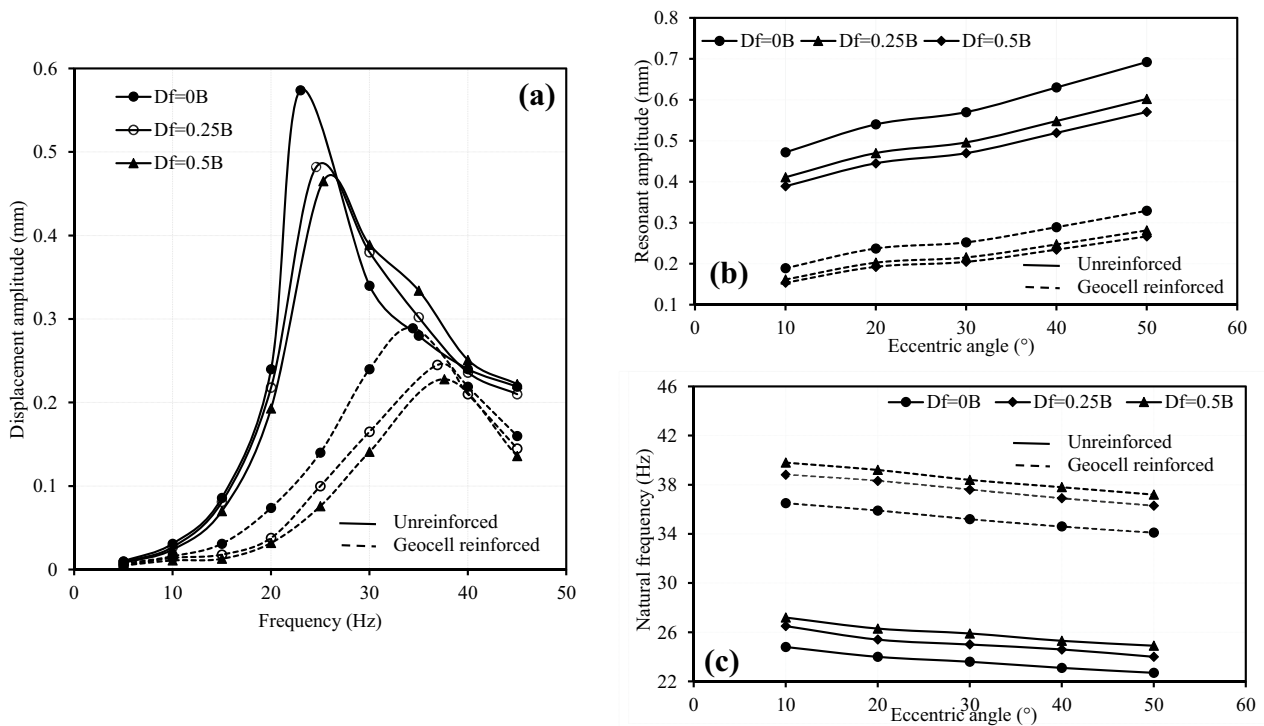 (a)
Df=0B
Df=0.25B
Df=0.5B
0.6
0.5
0.4
0.3
0.2
0.1
0
Displacement amplitude (mm)
Unreinforced
Geocell reinforced
0 10 20 30 40 50
Frequency (Hz)
0.8
0.7
0.6
0.5
0.4
0.3
0.2
0.1
Resonant amplitude (mm)
Df=0B Df=0.25B Df=0.5B
(b)
Unreinforced
Geocell reinforced
0 10 20 30 40 50 60
Eccentric angle (°)
46
42
38
34
30
26
22
Natural frequency (Hz)
Df=0B Df=0.25B Df=0.5B
Unreinforced
Geocell reinforced
(c)
0 10 20 30 40 50 60
Eccentric angle (°)